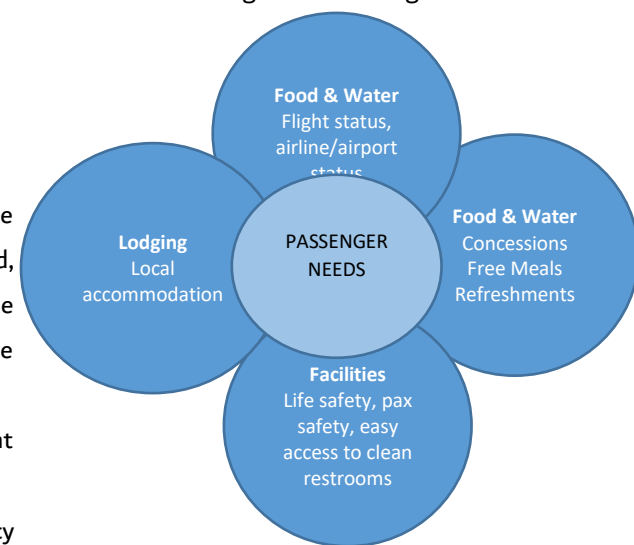 Food & Water
Flight status,
airline/airport
status
Lodging
Local
accommodation
PASSENGER
NEEDS
Food & Water
Concessions
Free Meals
Refreshments
Facilities
Life safety, pax
safety, easy
access to clean
restrooms